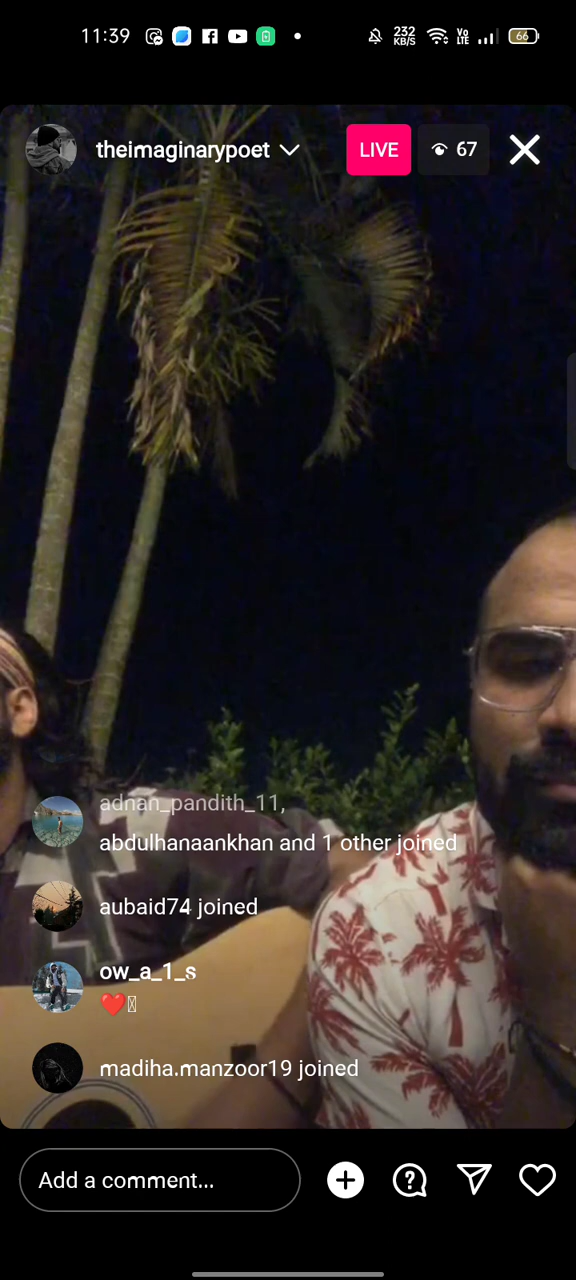 11:39
232
KB/S
Vo
LTE
66
theimaginarypoet
LIVE
67
adnan_pandith_11,
abdulhanaankhan and 1 other joined
aubaid74 joined
ow_a_1_s
❤️
madiha.manzoor19 joined
Add a comment...